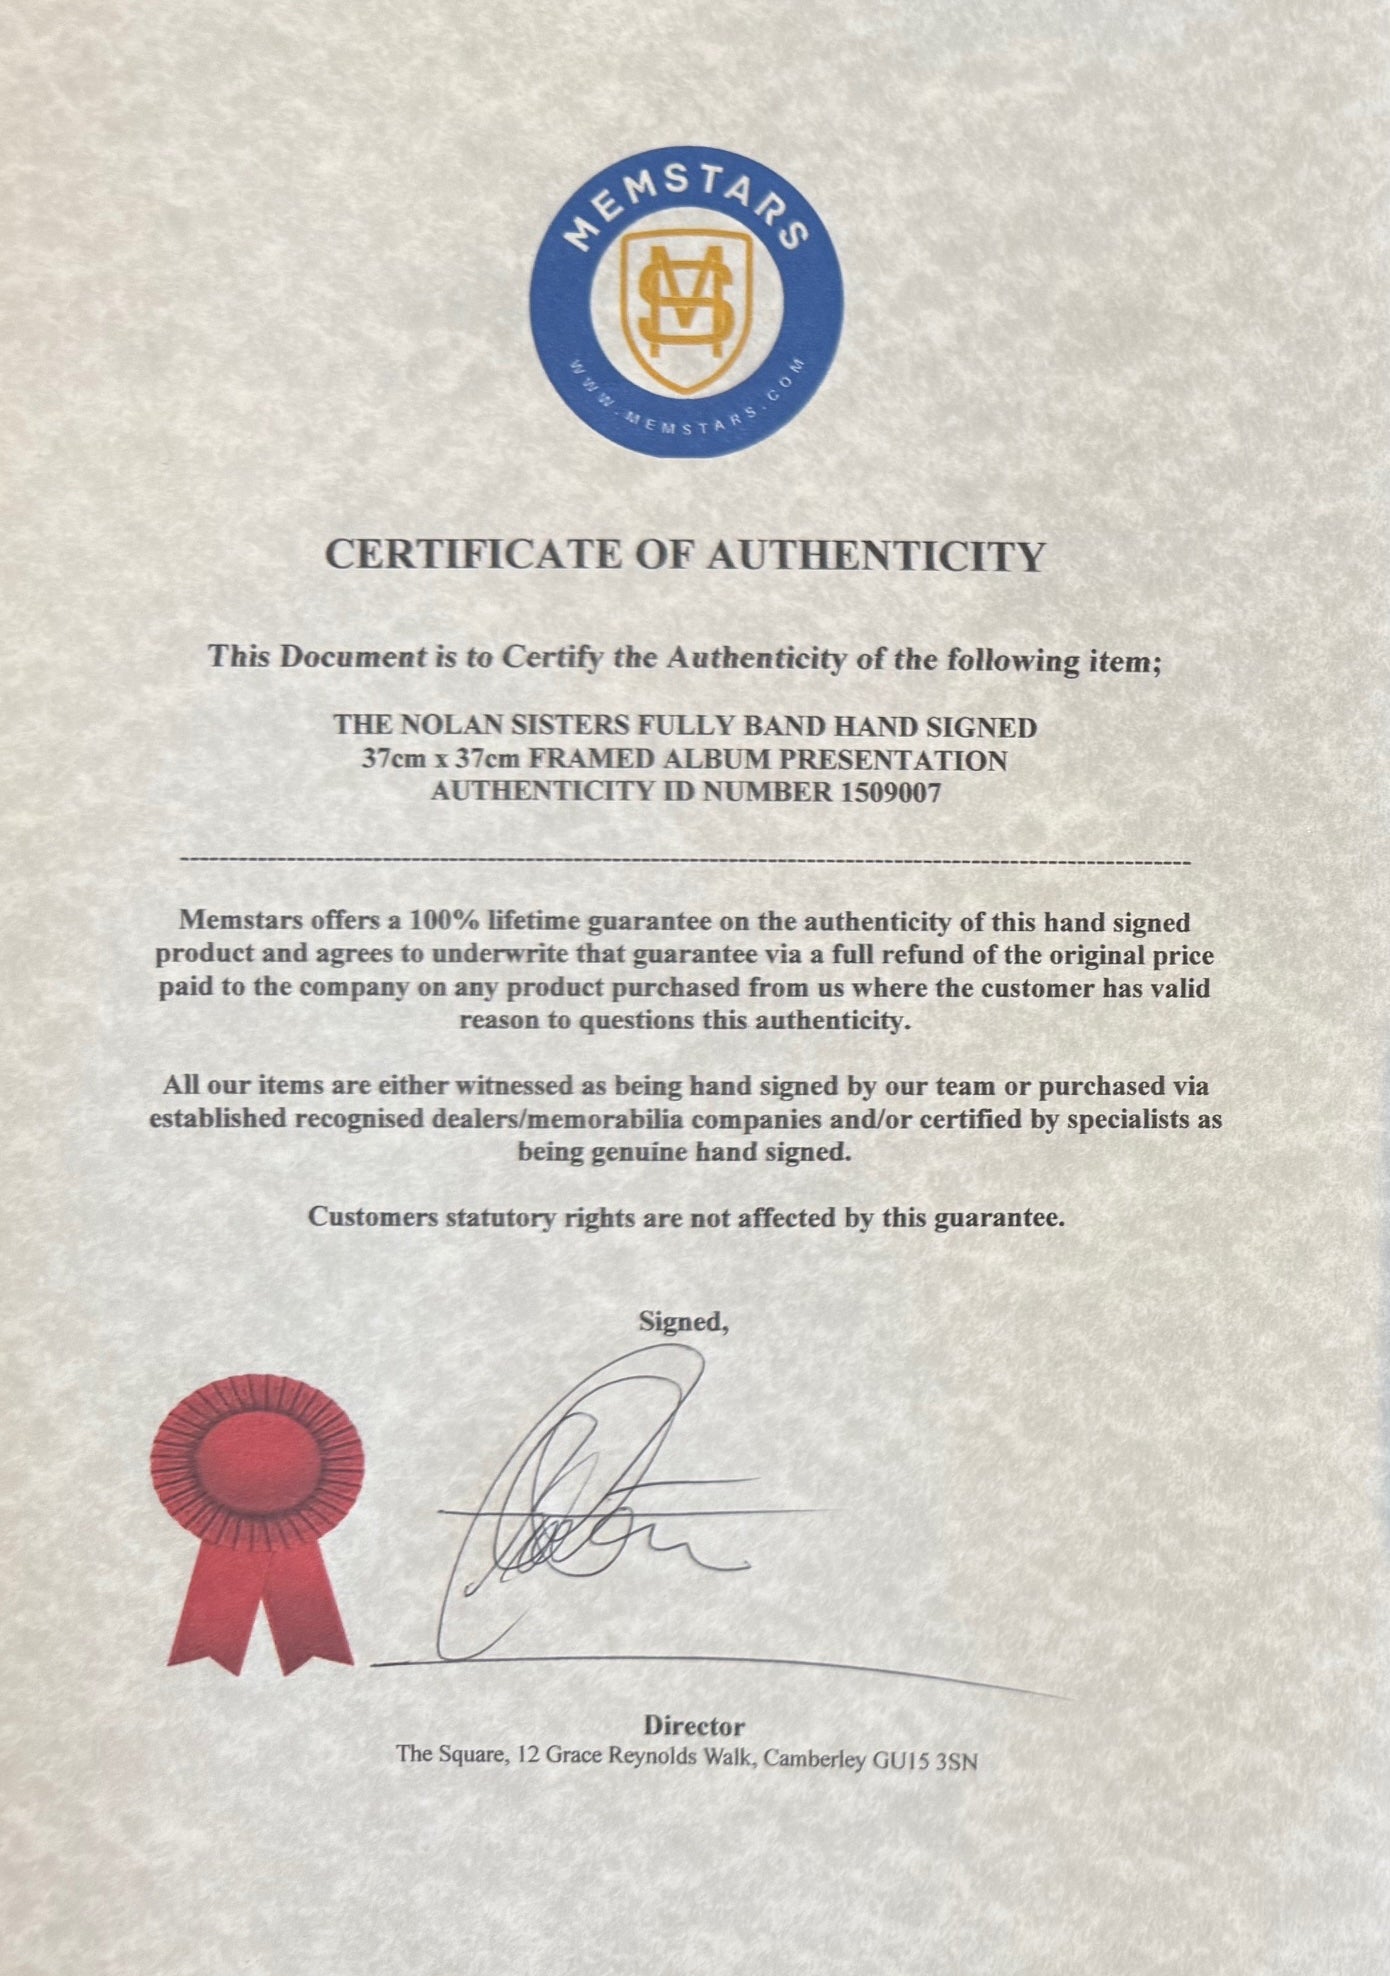 MEMSTARS
MS
WWW.MEMSTARS.COM
CERTIFICATE OF AUTHENTICITY
This Document is to Certify the Authenticity of the following item;
THE NOLAN SISTERS FULLY BAND HAND SIGNED
37cm x 37cm FRAMED ALBUM PRESENTATION
AUTHENTICITY ID NUMBER 1509007
Memstars offers a 100% lifetime guarantee on the authenticity of this hand signed
product and agrees to underwrite that guarantee via a full refund of the original price
paid to the company on any product purchased from us where the customer has valid
reason to questions this authenticity.
All our items are either witnessed as being hand signed by our team or purchased via
established recognised dealers/memorabilia companies and/or certified by specialists as
being genuine hand signed.
Customers statutory rights are not affected by this guarantee.
Signed,
Director
The Square, 12 Grace Reynolds Walk, Camberley GU15 3SN